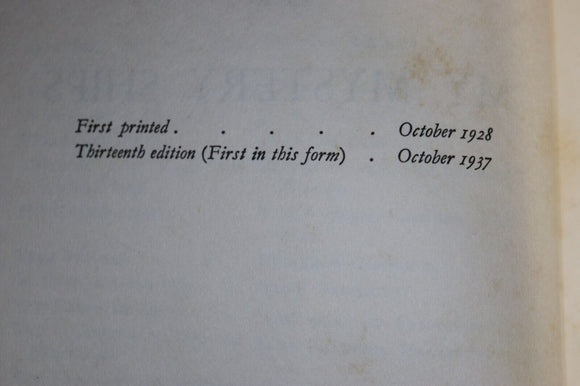 First printed . . . . . October 1928
Thirteenth edition (First in this form) . October 1937